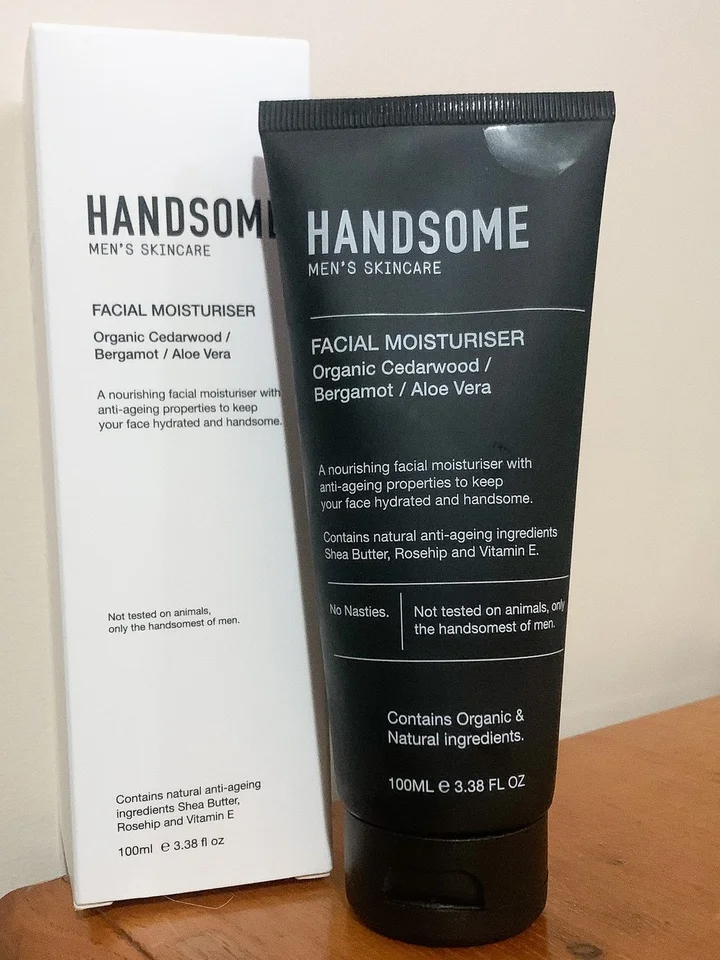 HANDSOM
MEN'S SKINCARE
FACIAL MOISTURISER
Organic Cedarwood /
Bergamot / Aloe Vera
A nourishing facial moisturiser with
anti-ageing properties to keep
your face hydrated and handsome.
Not tested on animals,
only the handsomest of men.
Contains natural anti-ageing
ingredients Shea Butter,
Rosehip and Vitamin E
100ml ℮ 3.38 fl oz
HANDSOME
MEN'S SKINCARE
FACIAL MOISTURISER
Organic Cedarwood /
Bergamot / Aloe Vera
A nourishing facial moisturiser with
anti-ageing properties to keep
your face hydrated and handsome.
Contains natural anti-ageing ingredients
Shea Butter, Rosehip and Vitamin E.
No Nasties.
Not tested on animals, only
the handsomest of men.
Contains Organic &
Natural ingredients.
100ML ℮ 3.38 FL OZ